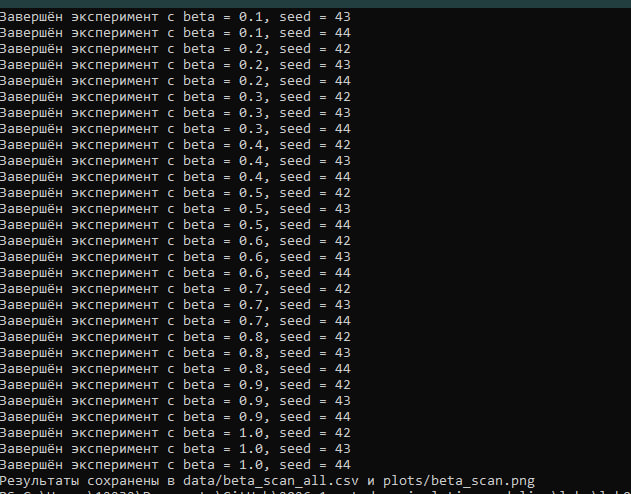 Завершён эксперимент с beta = 0.1, seed = 43
Завершён эксперимент с beta = 0.1, seed = 44
Завершён эксперимент с beta = 0.2, seed = 42
Завершён эксперимент с beta = 0.2, seed = 43
Завершён эксперимент с beta = 0.2, seed = 44
Завершён эксперимент с beta = 0.3, seed = 42
Завершён эксперимент с beta = 0.3, seed = 43
Завершён эксперимент с beta = 0.3, seed = 44
Завершён эксперимент с beta = 0.4, seed = 42
Завершён эксперимент с beta = 0.4, seed = 43
Завершён эксперимент с beta = 0.4, seed = 44
Завершён эксперимент с beta = 0.5, seed = 42
Завершён эксперимент с beta = 0.5, seed = 43
Завершён эксперимент с beta = 0.5, seed = 44
Завершён эксперимент с beta = 0.6, seed = 42
Завершён эксперимент с beta = 0.6, seed = 43
Завершён эксперимент с beta = 0.6, seed = 44
Завершён эксперимент с beta = 0.7, seed = 42
Завершён эксперимент с beta = 0.7, seed = 43
Завершён эксперимент с beta = 0.7, seed = 44
Завершён эксперимент с beta = 0.8, seed = 42
Завершён эксперимент с beta = 0.8, seed = 43
Завершён эксперимент с beta = 0.8, seed = 44
Завершён эксперимент с beta = 0.9, seed = 42
Завершён эксперимент с beta = 0.9, seed = 43
Завершён эксперимент с beta = 0.9, seed = 44
Завершён эксперимент с beta = 1.0, seed = 42
Завершён эксперимент с beta = 1.0, seed = 43
Завершён эксперимент с beta = 1.0, seed = 44
Результаты сохранены в data/beta_scan_all.csv и plots/beta_scan.png